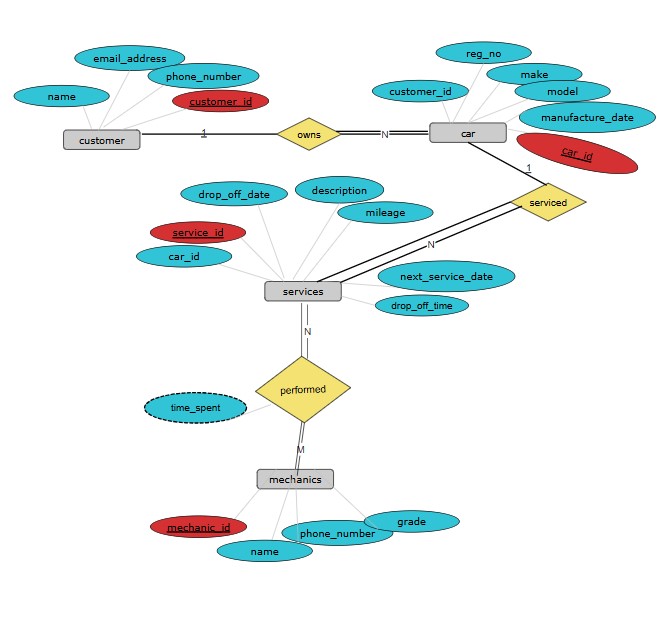 reg_no
email_address
make
phone_number
name
customer_id
model
customer_id
manufacture_date
customer
1
owns
N
car
car_id
1
description
drop_off_date
serviced
mileage
service_id
N
car_id
next_service_date
services
drop_off_time
N
performed
time_spent
M
mechanics
grade
mechanic_id
phone_number
name